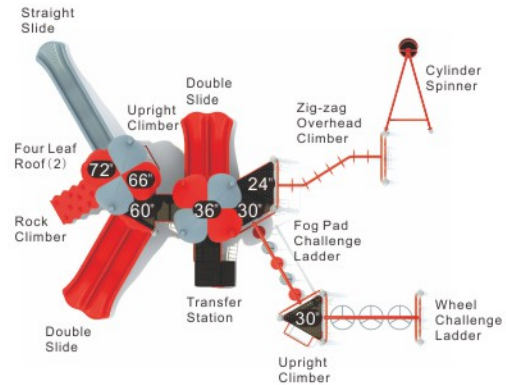 Straight
Slide
Double
Slide
Upright
Climber
Zig-zag
Overhead
Climber
Cylinder
Spinner
Four Leaf
Roof (2)
72"
66"
60"
36"
24"
30"
Rock
Climber
Fog Pad
Challenge
Ladder
Transfer
Station
Double
Slide
30"
Wheel
Challenge
Ladder
Upright
Climber